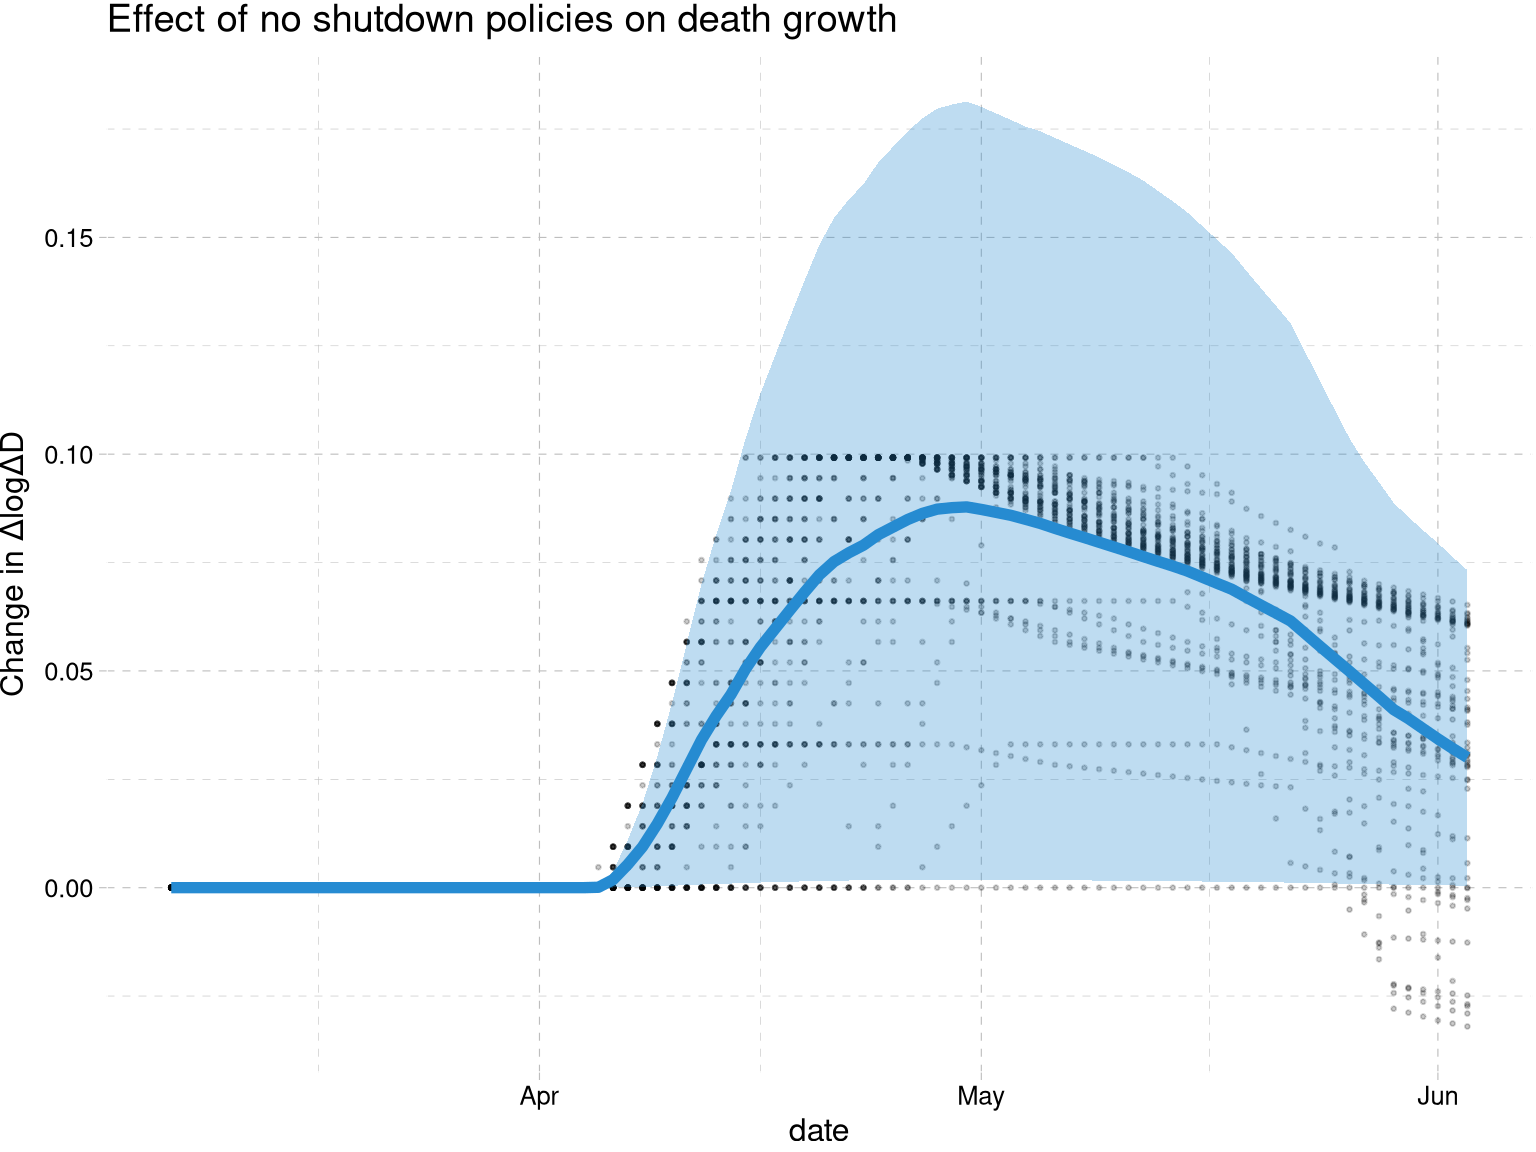 Effect of no shutdown policies on death growth
Change in ΔlogΔD
0.15
0.10
0.05
0.00
Apr
May
Jun
date